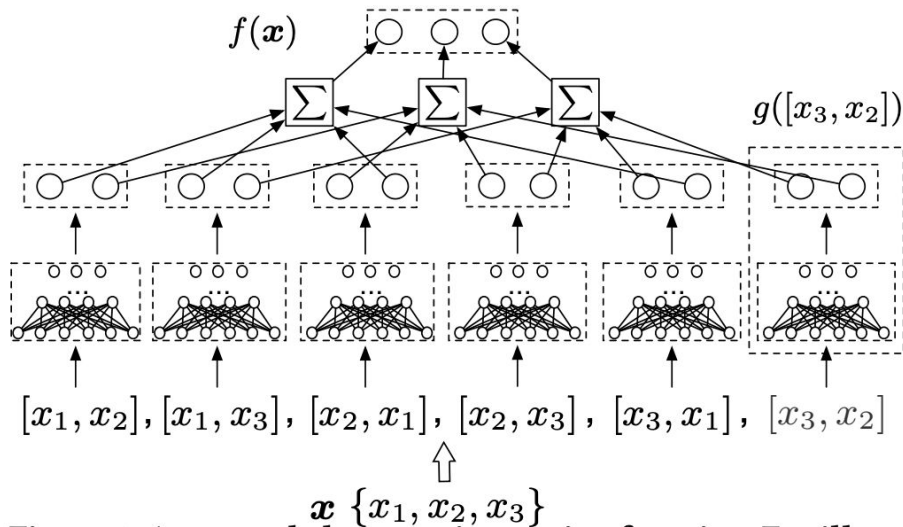 f(x)
Σ Σ Σ
g([x₃, x₂])
... ... ... ... ... ...
[x₁, x₂], [x₁, x₃], [x₂, x₁], [x₂, x₃], [x₃, x₁], [x₃, x₂]
x {x₁, x₂, x₃}